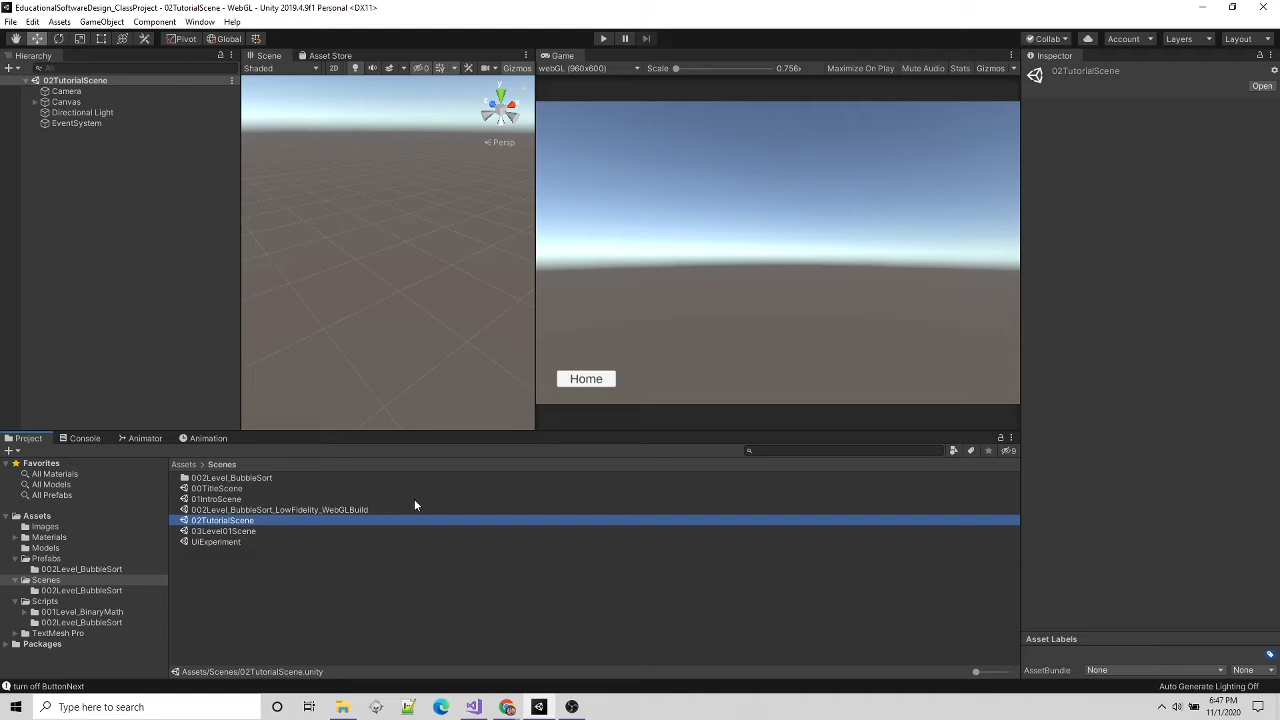 EducationalSoftwareDesign_ClassProject - 02TutorialScene - WebGL - Unity 2019.4.9f1 Personal <DX11>
File Edit Assets GameObject Component Window Help
Pivot Global Collab Account Layers Layout
Hierarchy Scene Asset Store Game Inspector
All Shaded 2D 0 Gizmos webGL (960x600) Scale 0.756x Maximize On Play Mute Audio Stats Gizmos 02TutorialScene
02TutorialScene Open
Camera
Canvas
Directional Light
EventSystem
y
x
z
Persp
Home
Project Console Animator Animation
9
Favorites
All Materials
All Models
All Prefabs
Assets
Images
Materials
Models
Prefabs
002Level_BubbleSort
Scenes
002Level_BubbleSort
Scripts
001Level_BinaryMath
002Level_BubbleSort
TextMesh Pro
Packages
Assets > Scenes
002Level_BubbleSort
00TitleScene
01IntroScene
002Level_BubbleSort_LowFidelity_WebGLBuild
02TutorialScene
03Level01Scene
UiExperiment
Assets/Scenes/02TutorialScene.unity
Asset Labels
AssetBundle None None
turn off ButtonNext Auto Generate Lighting Off
Type here to search
6:47 PM
11/1/2020